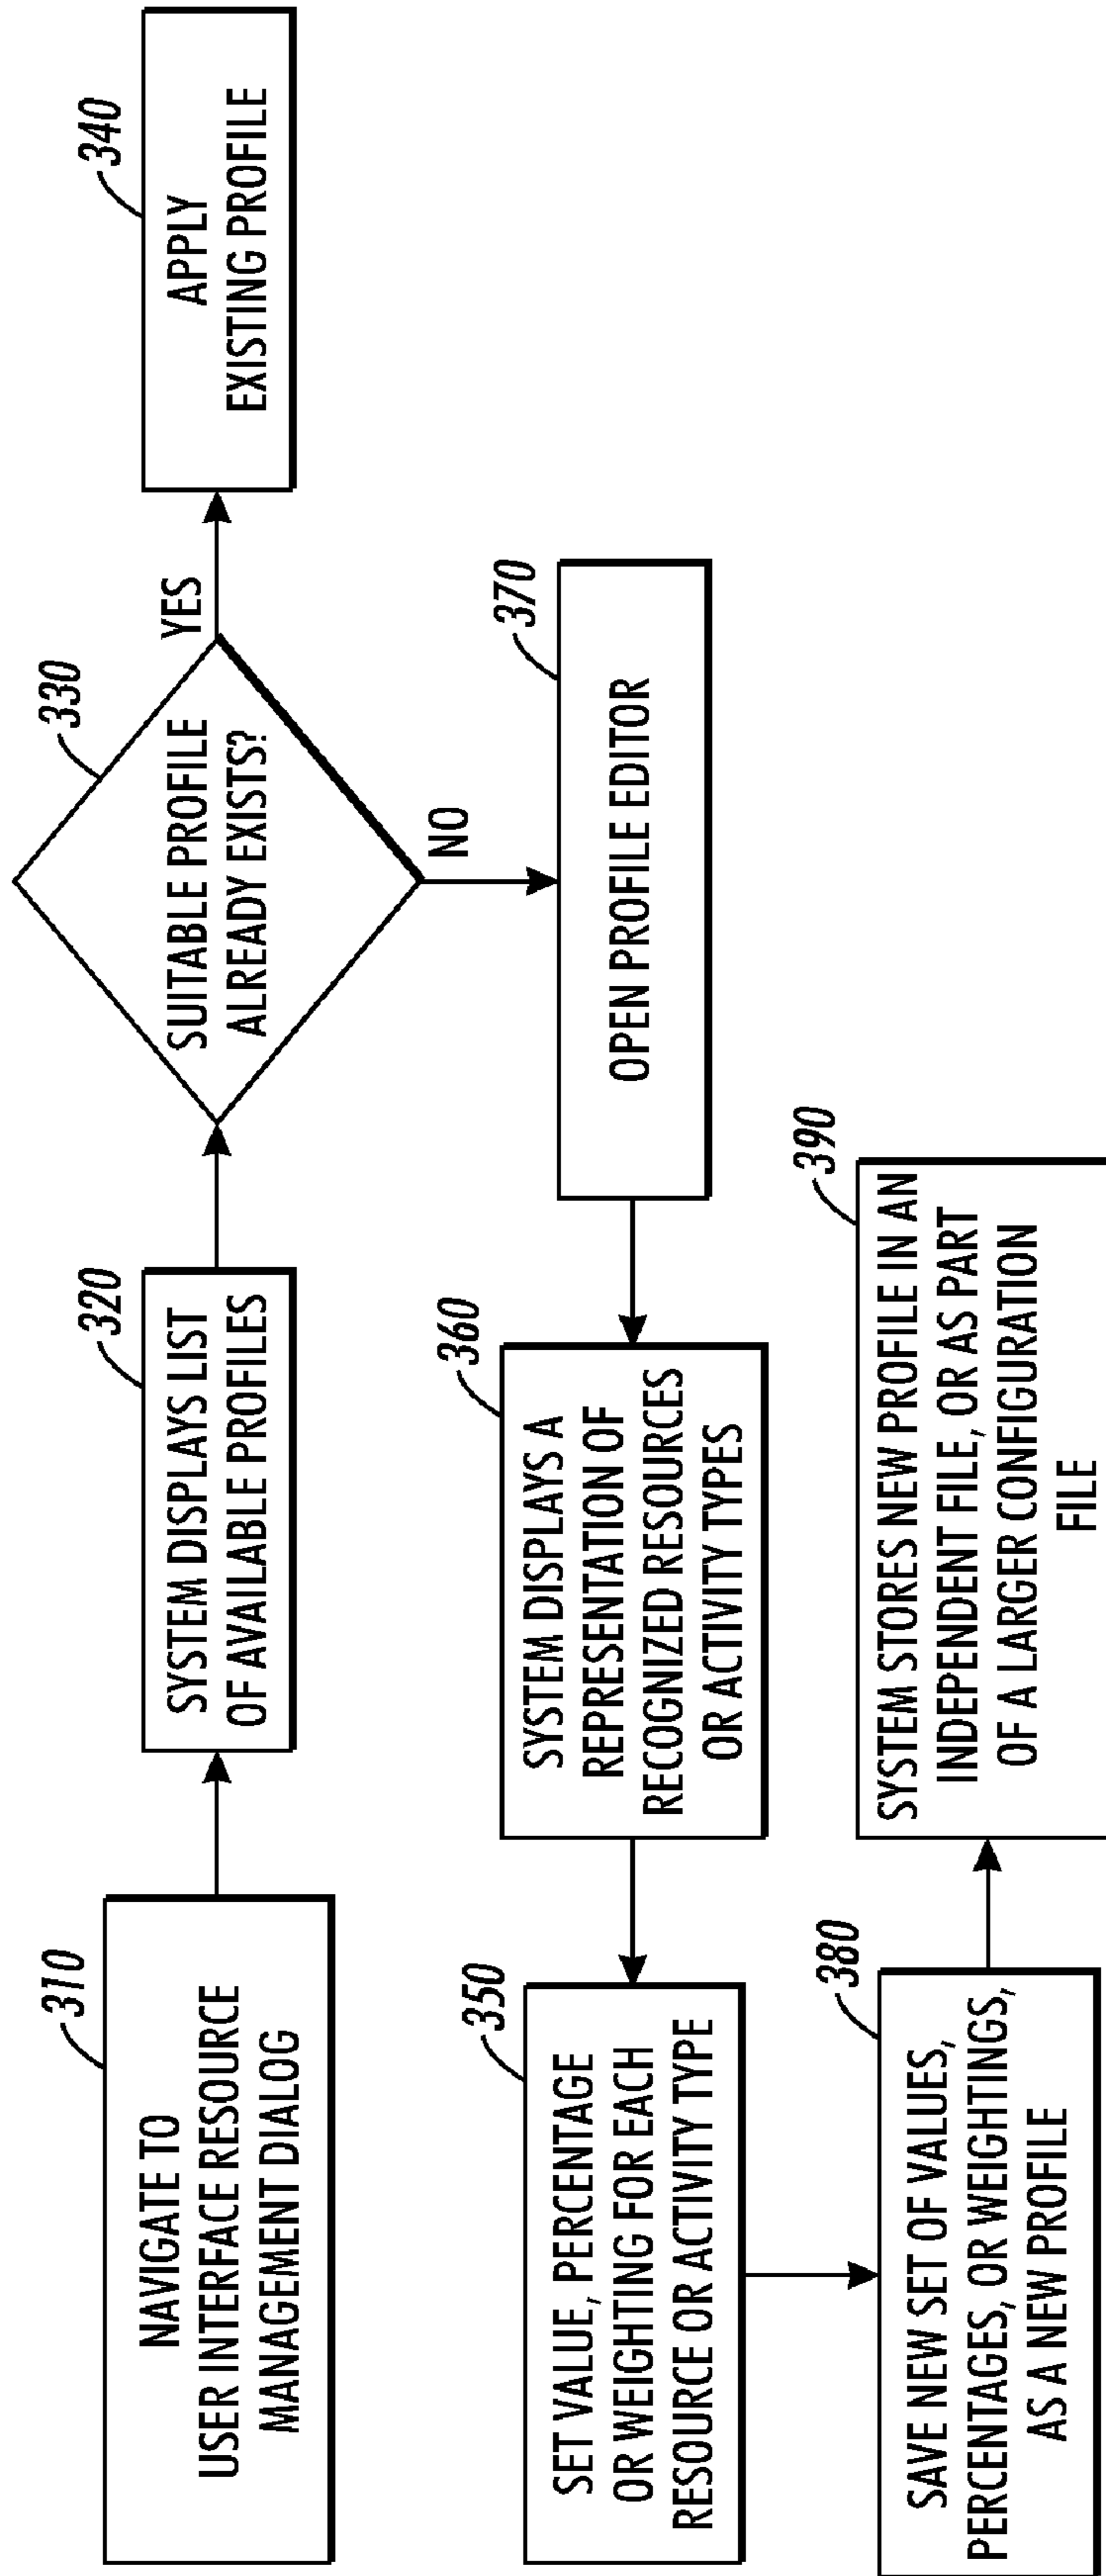 310
NAVIGATE TO
USER INTERFACE RESOURCE
MANAGEMENT DIALOG
320
SYSTEM DISPLAYS LIST
OF AVAILABLE PROFILES
330
SUITABLE PROFILE
ALREADY EXISTS?
YES
NO
340
APPLY
EXISTING PROFILE
350
SET VALUE, PERCENTAGE
OR WEIGHTING FOR EACH
RESOURCE OR ACTIVITY TYPE
360
SYSTEM DISPLAYS A
REPRESENTATION OF
RECOGNIZED RESOURCES
OR ACTIVITY TYPES
370
OPEN PROFILE EDITOR
380
SAVE NEW SET OF VALUES,
PERCENTAGES, OR WEIGHTINGS,
AS A NEW PROFILE
390
SYSTEM STORES NEW PROFILE IN AN
INDEPENDENT FILE, OR AS PART
OF A LARGER CONFIGURATION
FILE